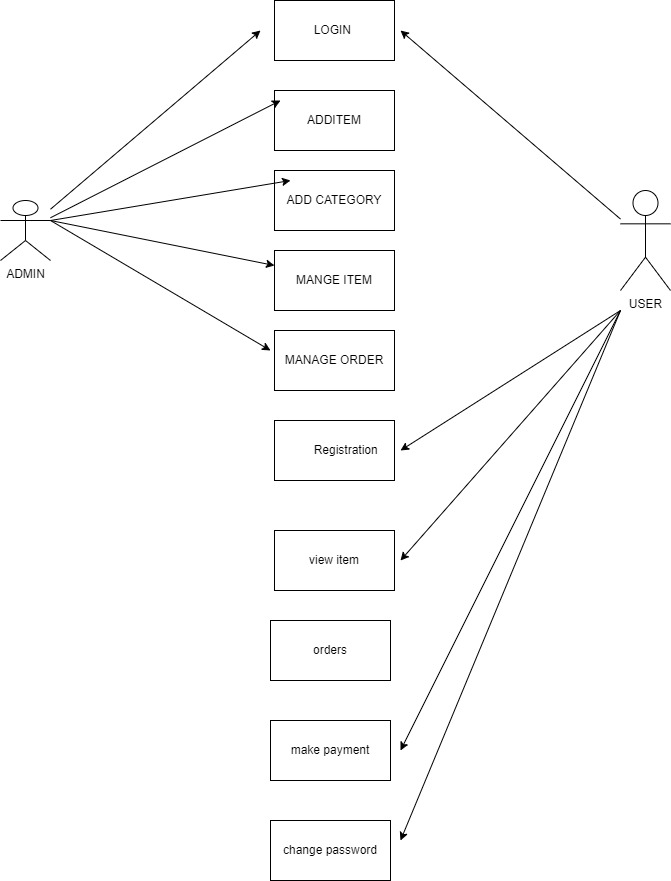 LOGIN
ADDITEM
ADD CATEGORY
ADMIN
MANGE ITEM
USER
MANAGE ORDER
Registration
view item
orders
make payment
change password